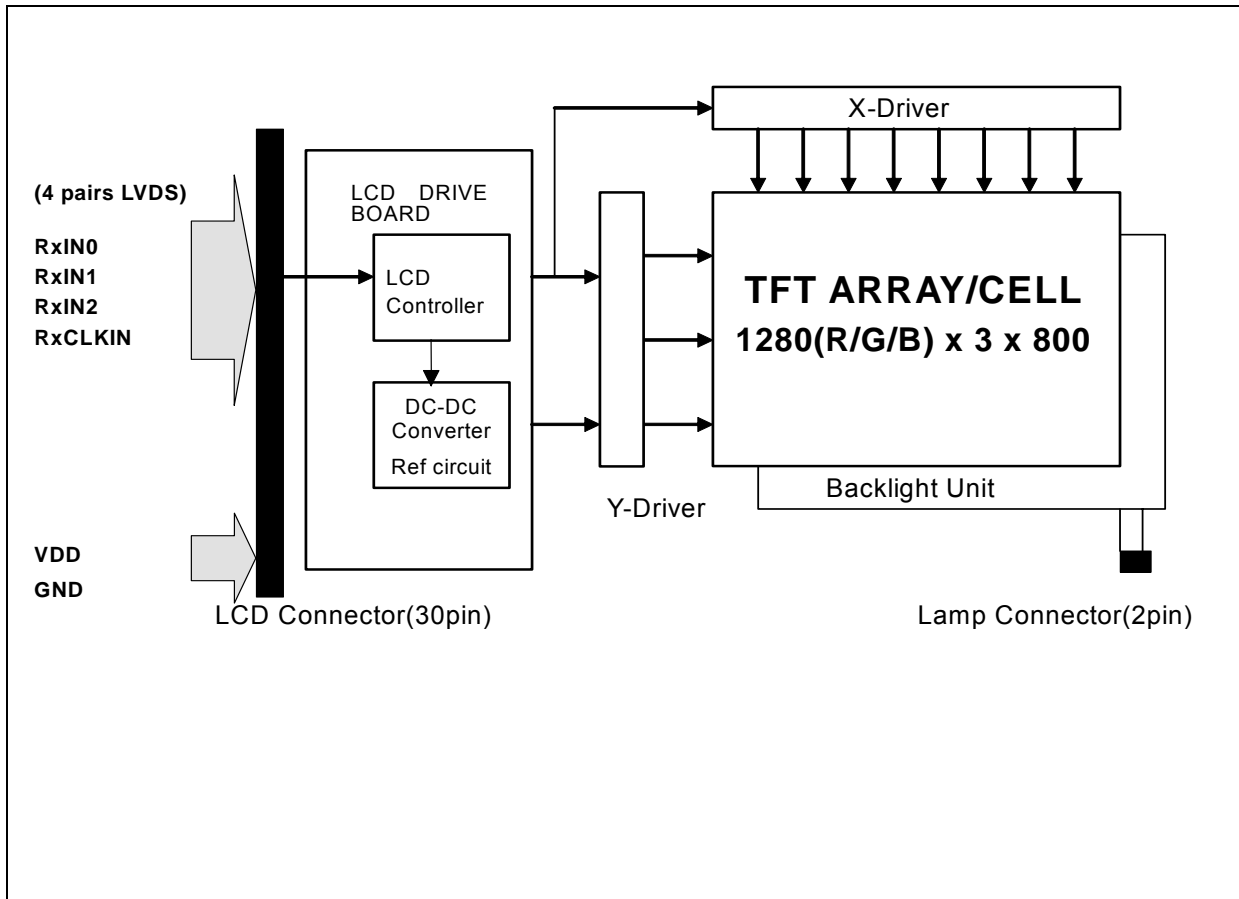 X-Driver
(4 pairs LVDS)
RxIN0
RxIN1
RxIN2
RxCLKIN
LCD DRIVE
BOARD
LCD
Controller
DC-DC
Converter
Ref circuit
TFT ARRAY/CELL
1280(R/G/B) x 3 x 800
Backlight Unit
Y-Driver
VDD
GND
LCD Connector(30pin)
Lamp Connector(2pin)